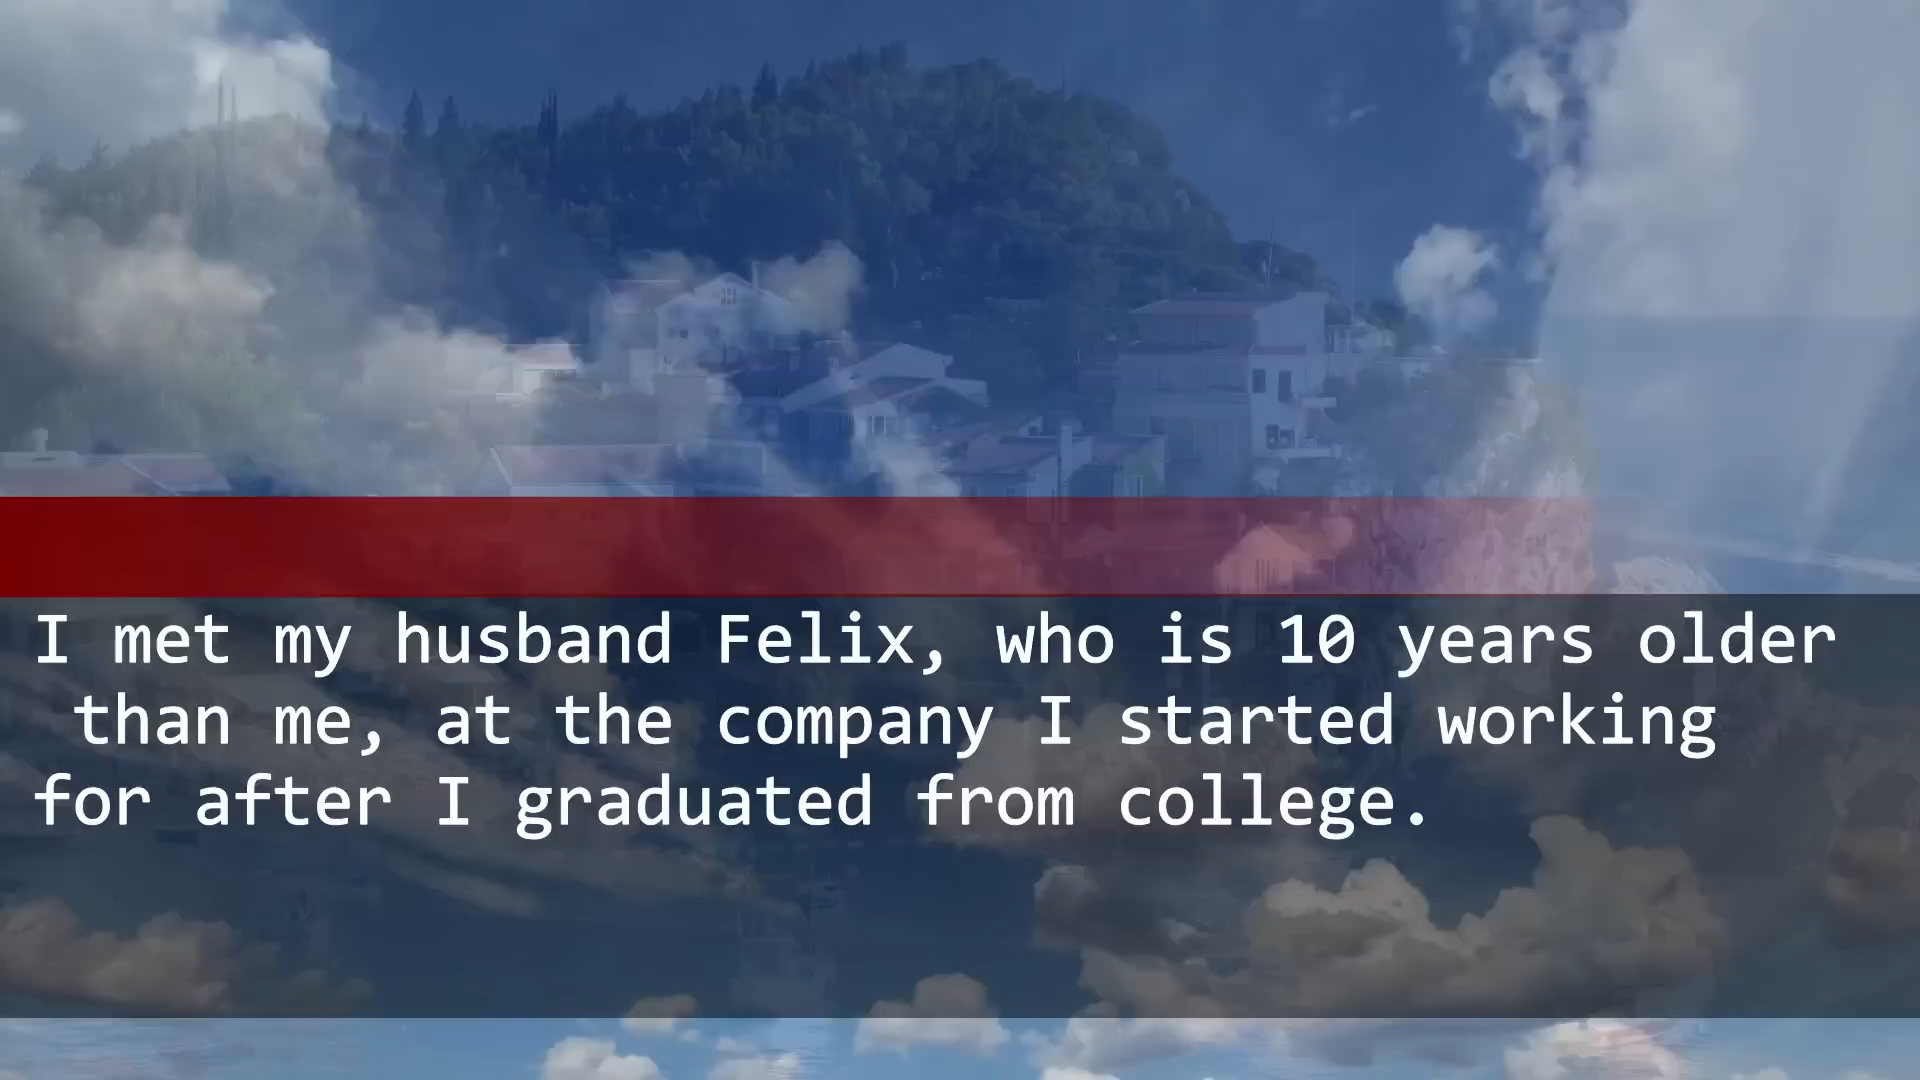 I met my husband Felix, who is 10 years older
than me, at the company I started working
for after I graduated from college.